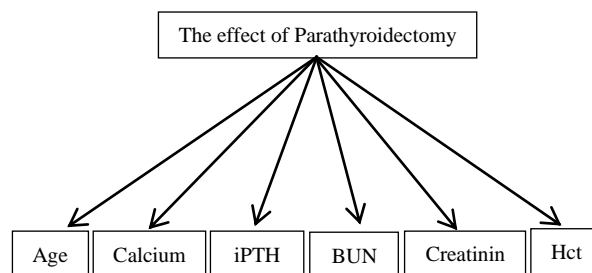 The effect of Parathyroidectomy
Age
Calcium
iPTH
BUN
Creatinin
Hct